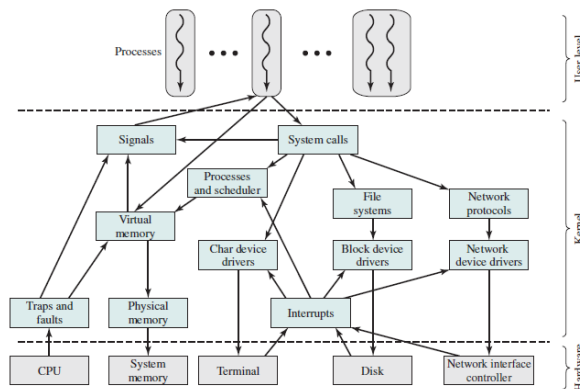 Processes
User level
Signals
System calls
Processes
and scheduler
File
systems
Network
protocols
Virtual
memory
Char device
drivers
Block device
drivers
Network
device drivers
Kernel
Traps and
faults
Physical
memory
Interrupts
CPU
System
memory
Terminal
Disk
Network interface
controller
Hardware